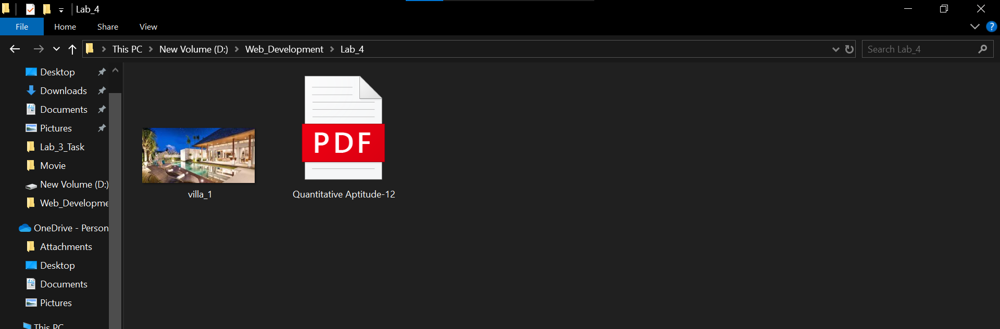 Lab_4
File Home Share View
?
This PC New Volume (D:) Web_Development Lab_4
Search Lab_4
Desktop
Downloads
Documents
Pictures
Lab_3_Task
Movie
New Volume (D:)
Web_Developme
OneDrive - Person
Attachments
Desktop
Documents
Pictures
This PC
villa_1
PDF
Quantitative Aptitude-12